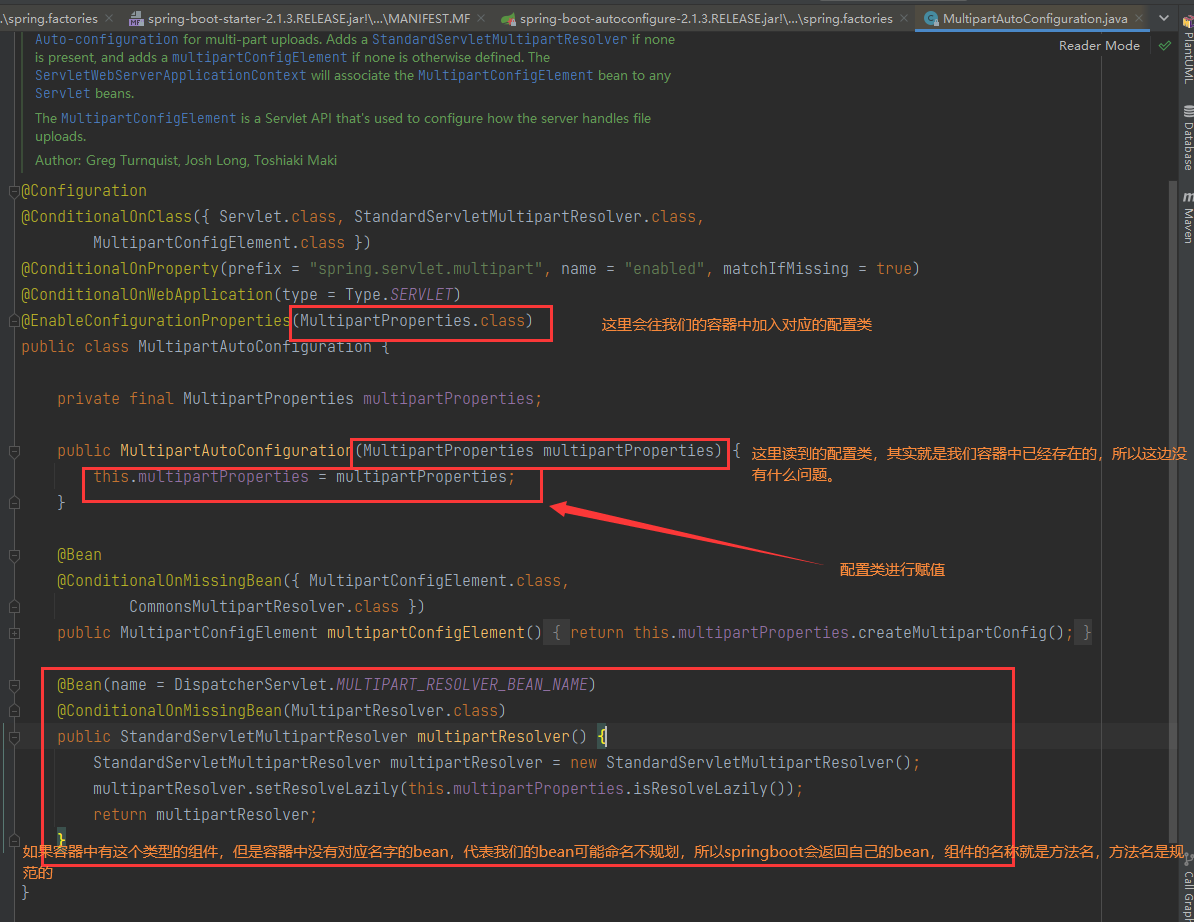 .\spring.factories
spring-boot-starter-2.1.3.RELEASE.jar!\...\MANIFEST.MF
spring-boot-autoconfigure-2.1.3.RELEASE.jar!\...\spring.factories
MultipartAutoConfiguration.java
Reader Mode
Auto-configuration for multi-part uploads. Adds a StandardServletMultipartResolver if none
is present, and adds a multipartConfigElement if none is otherwise defined. The
ServletWebServerApplicationContext will associate the MultipartConfigElement bean to any
Servlet beans.
The MultipartConfigElement is a Servlet API that's used to configure how the server handles file
uploads.
Author: Greg Turnquist, Josh Long, Toshiaki Maki
@Configuration
@ConditionalOnClass({ Servlet.class, StandardServletMultipartResolver.class,
MultipartConfigElement.class })
@ConditionalOnProperty(prefix = "spring.servlet.multipart", name = "enabled", matchIfMissing = true)
@ConditionalOnWebApplication(type = Type.SERVLET)
@EnableConfigurationProperties(MultipartProperties.class)
这里会往我们的容器中加入对应的配置类
public class MultipartAutoConfiguration {
private final MultipartProperties multipartProperties;
public MultipartAutoConfiguration(MultipartProperties multipartProperties) {
这里读到的配置类，其实就是我们容器中已经存在的，所以这边没
有什么问题。
this.multipartProperties = multipartProperties;
}
@Bean
配置类进行赋值
@ConditionalOnMissingBean({ MultipartConfigElement.class,
CommonsMultipartResolver.class })
public MultipartConfigElement multipartConfigElement() { return this.multipartProperties.createMultipartConfig(); }
@Bean(name = DispatcherServlet.MULTIPART_RESOLVER_BEAN_NAME)
@ConditionalOnMissingBean(MultipartResolver.class)
public StandardServletMultipartResolver multipartResolver() {
StandardServletMultipartResolver multipartResolver = new StandardServletMultipartResolver();
multipartResolver.setResolveLazily(this.multipartProperties.isResolveLazily());
return multipartResolver;
}
如果容器中有这个类型的组件，但是容器中没有对应名字的bean，代表我们的bean可能命名不规划，所以springboot会返回自己的bean，组件的名称就是方法名，方法名是规
范的
}
PlantUML
Database
m
Maven
Call Graph